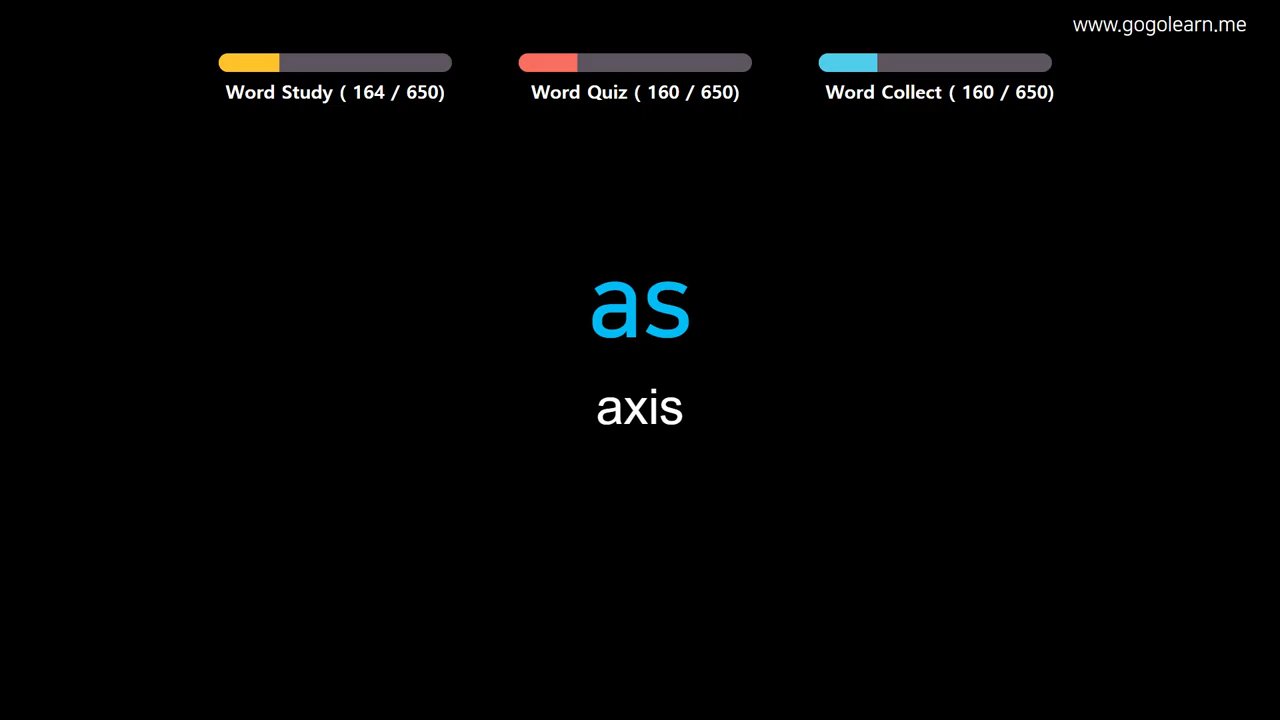 www.gogolearn.me
Word Study ( 164 / 650)
Word Quiz ( 160 / 650)
Word Collect ( 160 / 650)
as
axis